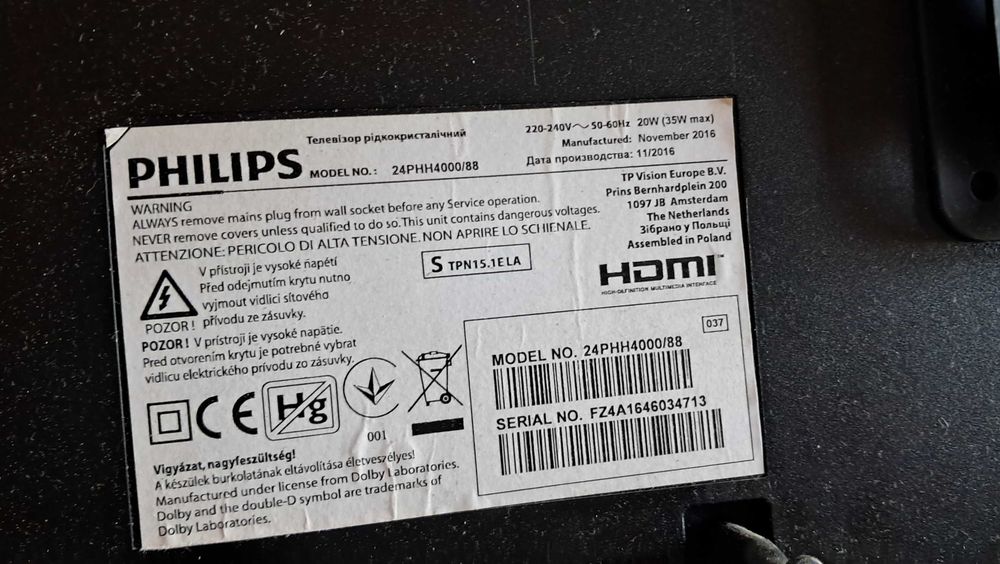 Телевізор рідкокристалічний
PHILIPS MODEL NO.: 24PHH4000/88
220-240V~ 50-60Hz 20W (35W max)
Manufactured: November 2016
Дата производства: 11/2016
WARNING
ALWAYS remove mains plug from wall socket before any Service operation.
NEVER remove covers unless qualified to do so.This unit contains dangerous voltages.
ATTENZIONE: PERICOLO DI ALTA TENSIONE. NON APRIRE LO SCHIENALE.
TP Vision Europe B.V.
Prins Bernhardplein 200
1097 JB Amsterdam
The Netherlands
Зібрано у Польщі
Assembled in Poland
V přístroji je vysoké napětí
Před odejmutím krytu nutno
vyjmout vidlici sítového
POZOR! přívodu ze zásuvky.
S TPN15.1E LA
HDMI™
HIGH-DEFINITION MULTIMEDIA INTERFACE
POZOR! V prístroji je vysoké napätie.
Pred otvorením krytu je potrebné vybrat
vidlicu elektrického prívodu zo zásuvky.
CE Hg
001
037
MODEL NO. 24PHH4000/88
SERIAL NO. FZ4A1646034713
Vigyázat, nagyfeszültség!
A készülek burkolatának eltávolítása életveszélyes!
Manufactured under license from Dolby Laboratories.
Dolby and the double-D symbol are trademarks of
Dolby Laboratories.